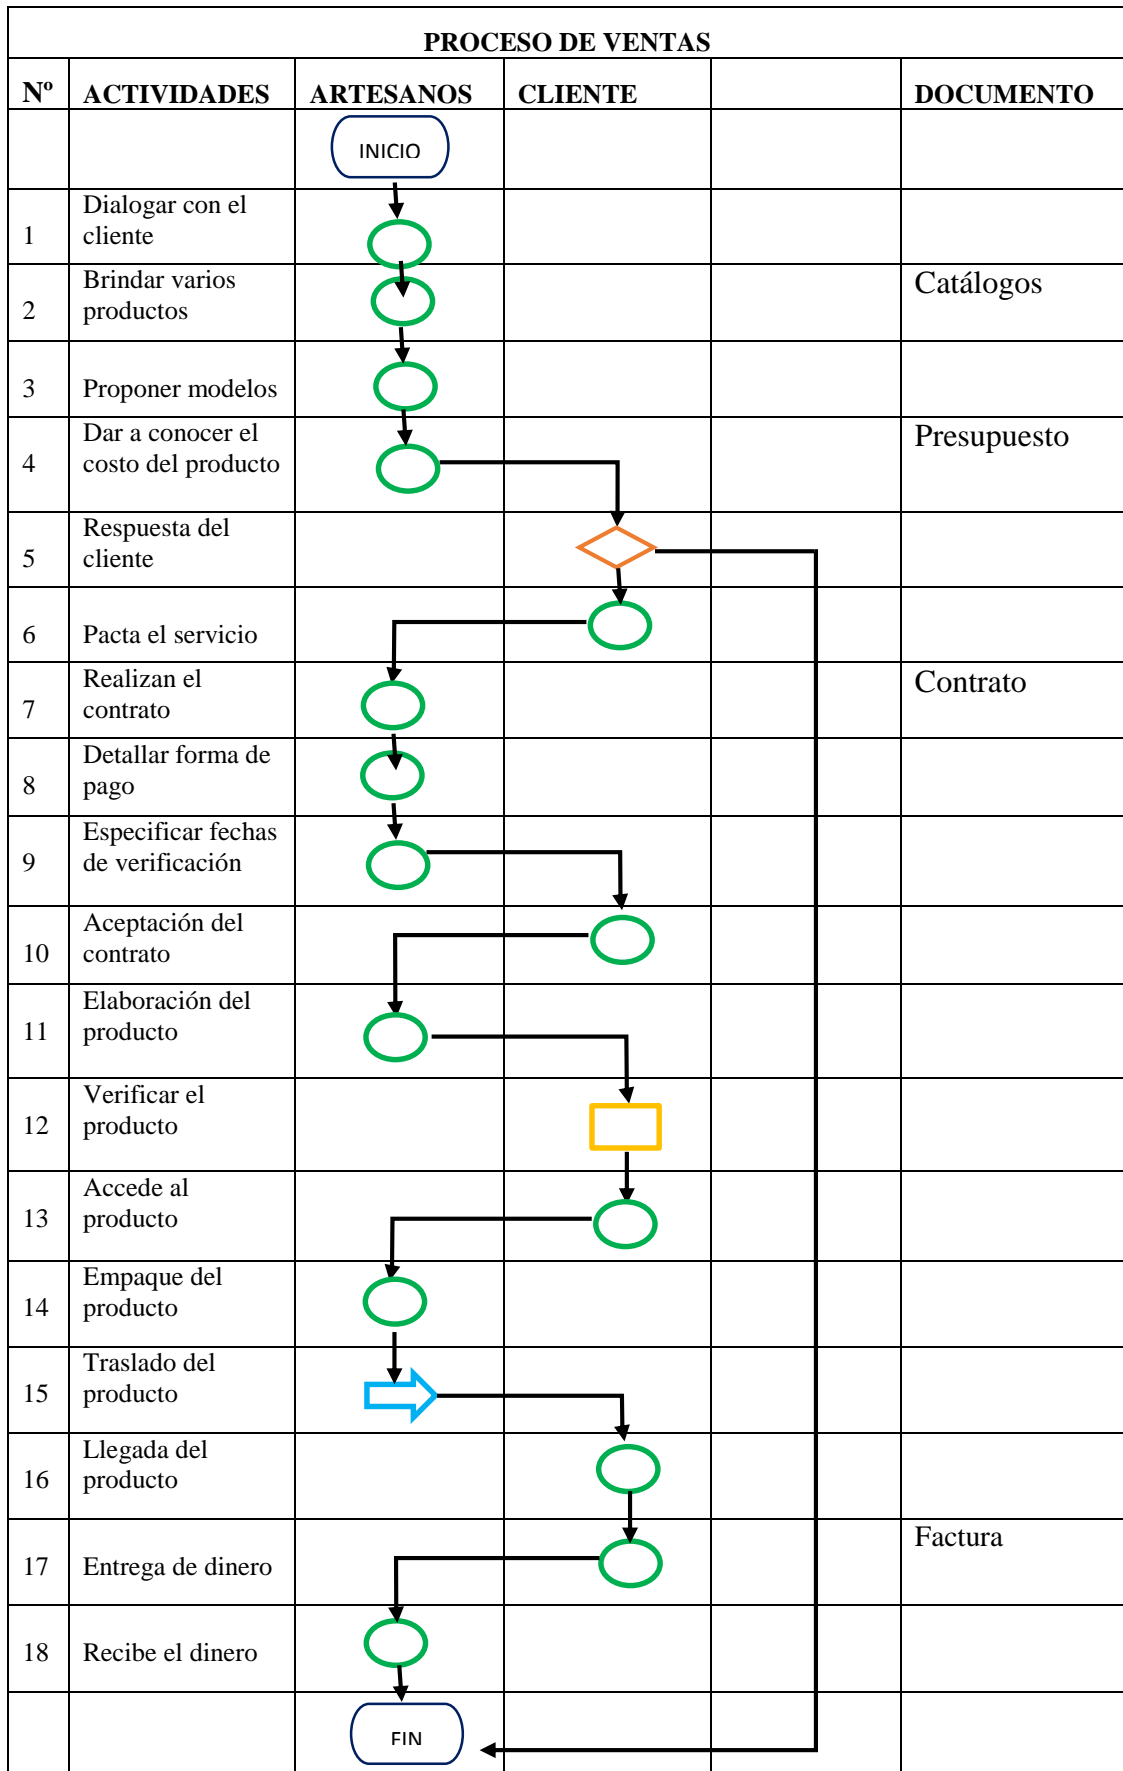 PROCESO DE VENTAS
Nº ACTIVIDADES ARTESANOS CLIENTE DOCUMENTO
INICIO
1 Dialogar con el
cliente
2 Brindar varios
productos
Catálogos
3 Proponer modelos
4 Dar a conocer el
costo del producto
Presupuesto
5 Respuesta del
cliente
6 Pacta el servicio
7 Realizan el
contrato
Contrato
8 Detallar forma de
pago
9 Especificar fechas
de verificación
10 Aceptación del
contrato
11 Elaboración del
producto
12 Verificar el
producto
13 Accede al
producto
14 Empaque del
producto
15 Traslado del
producto
16 Llegada del
producto
17 Entrega de dinero
Factura
18 Recibe el dinero
FIN